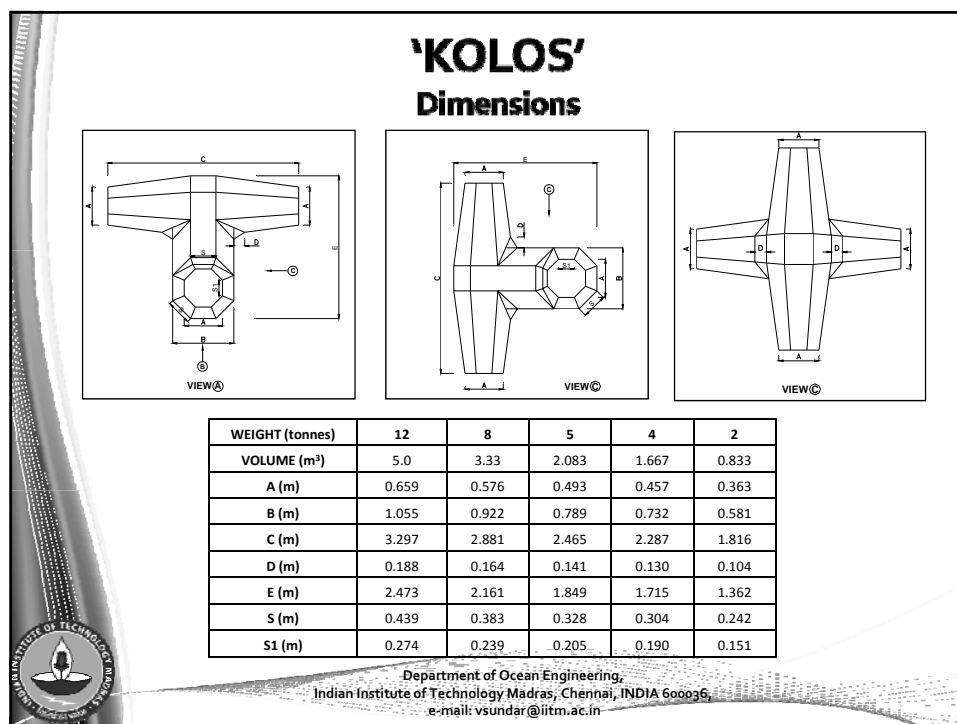 ‘KOLOS’
Dimensions
C
A
A
D
E
S
C
S1
S
A
B
B
VIEW A
E
A
C
D
C
S1
A
B
S
A
VIEW C
A
A
D
D
A
A
VIEW C
WEIGHT (tonnes) 12 8 5 4 2
VOLUME (m³) 5.0 3.33 2.083 1.667 0.833
A (m) 0.659 0.576 0.493 0.457 0.363
B (m) 1.055 0.922 0.789 0.732 0.581
C (m) 3.297 2.881 2.465 2.287 1.816
D (m) 0.188 0.164 0.141 0.130 0.104
E (m) 2.473 2.161 1.849 1.715 1.362
S (m) 0.439 0.383 0.328 0.304 0.242
S1 (m) 0.274 0.239 0.205 0.190 0.151
INDIAN INSTITUTE OF TECHNOLOGY MADRAS
Department of Ocean Engineering,
Indian Institute of Technology Madras, Chennai, INDIA 600036,
e-mail: vsundar@iitm.ac.in